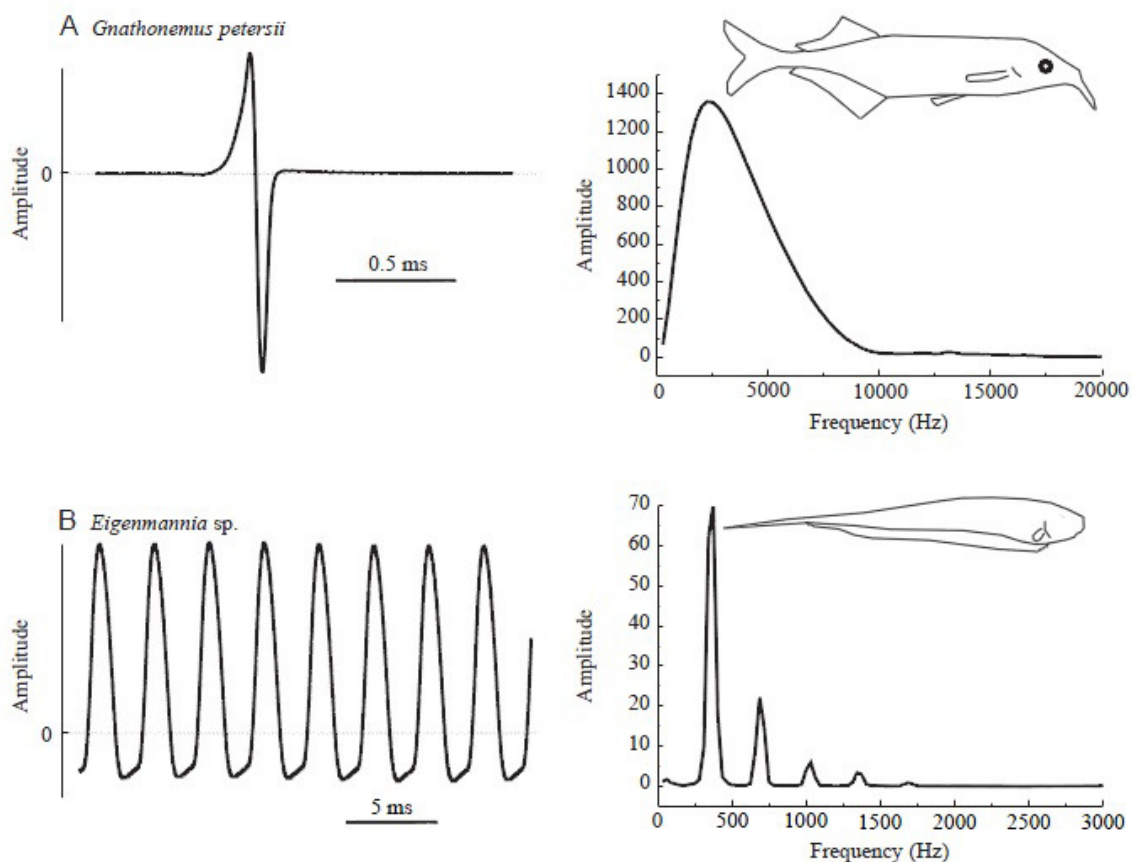 A Gnathonemus petersii
Amplitude
0
0.5 ms
Amplitude
1400
1200
1000
800
600
400
200
0
0 5000 10000 15000 20000
Frequency (Hz)
B Eigenmannia sp.
Amplitude
0
5 ms
Amplitude
70
60
50
40
30
20
10
0
0 500 1000 1500 2000 2500 3000
Frequency (Hz)